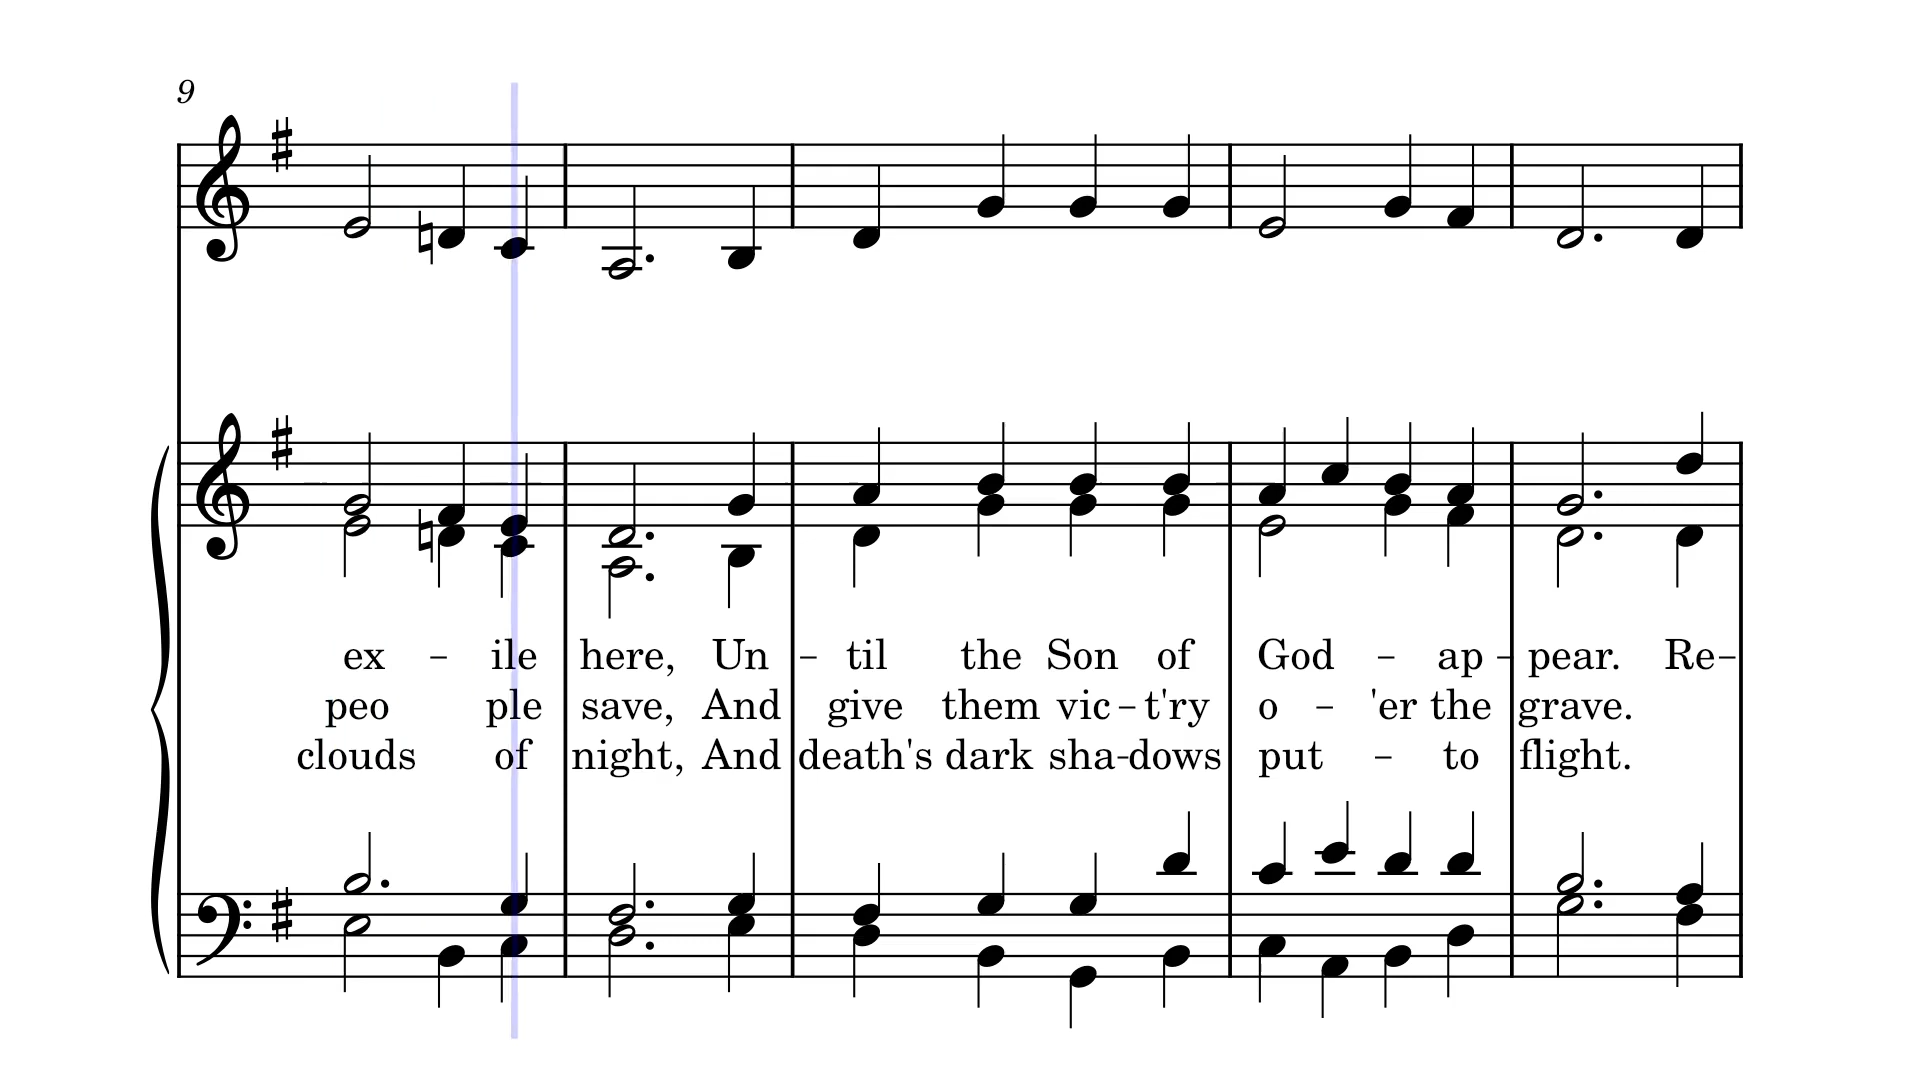 9
ex – ile here, Un – til the Son of God – ap – pear. Re–
peo ple save, And give them vic – t'ry o – 'er the grave.
clouds of night, And death's dark sha-dows put – to flight.